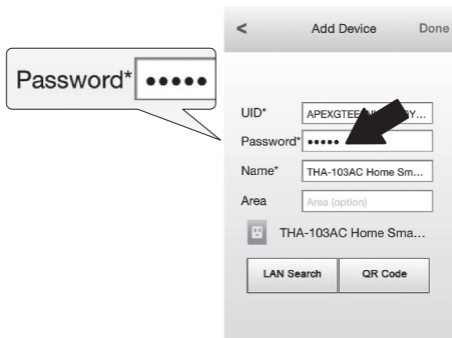 Password* •••••
< Add Device Done
UID* APEXGTEE
Password* •••••
Name* THA-103AC Home Sm...
Area Area (option)
THA-103AC Home Sma...
LAN Search QR Code